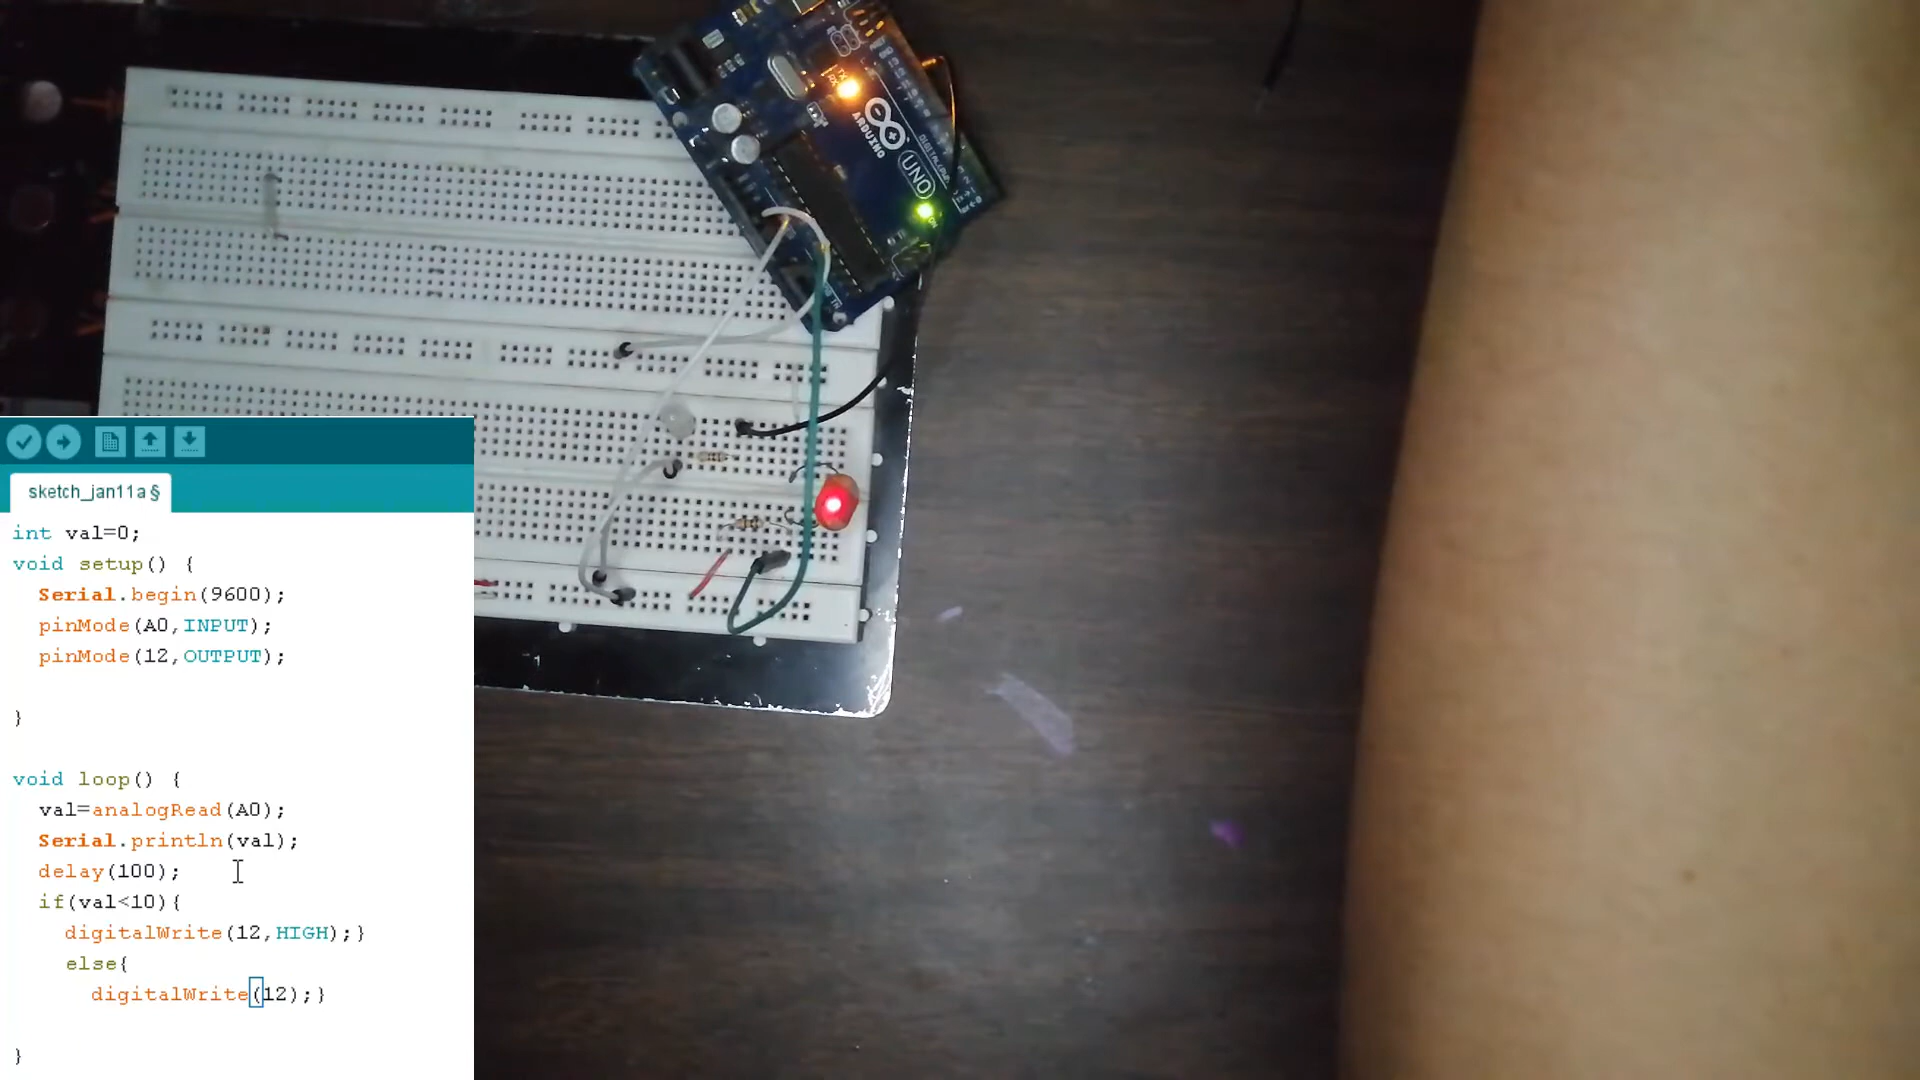 ARDUINO
UNO
sketch_jan11a §
int val=0;
void setup() {
Serial.begin(9600);
pinMode(A0,INPUT);
pinMode(12,OUTPUT);
}
void loop() {
val=analogRead(A0);
Serial.println(val);
delay(100);
if(val<10){
digitalWrite(12,HIGH);}
else{
digitalWrite(12);}
}